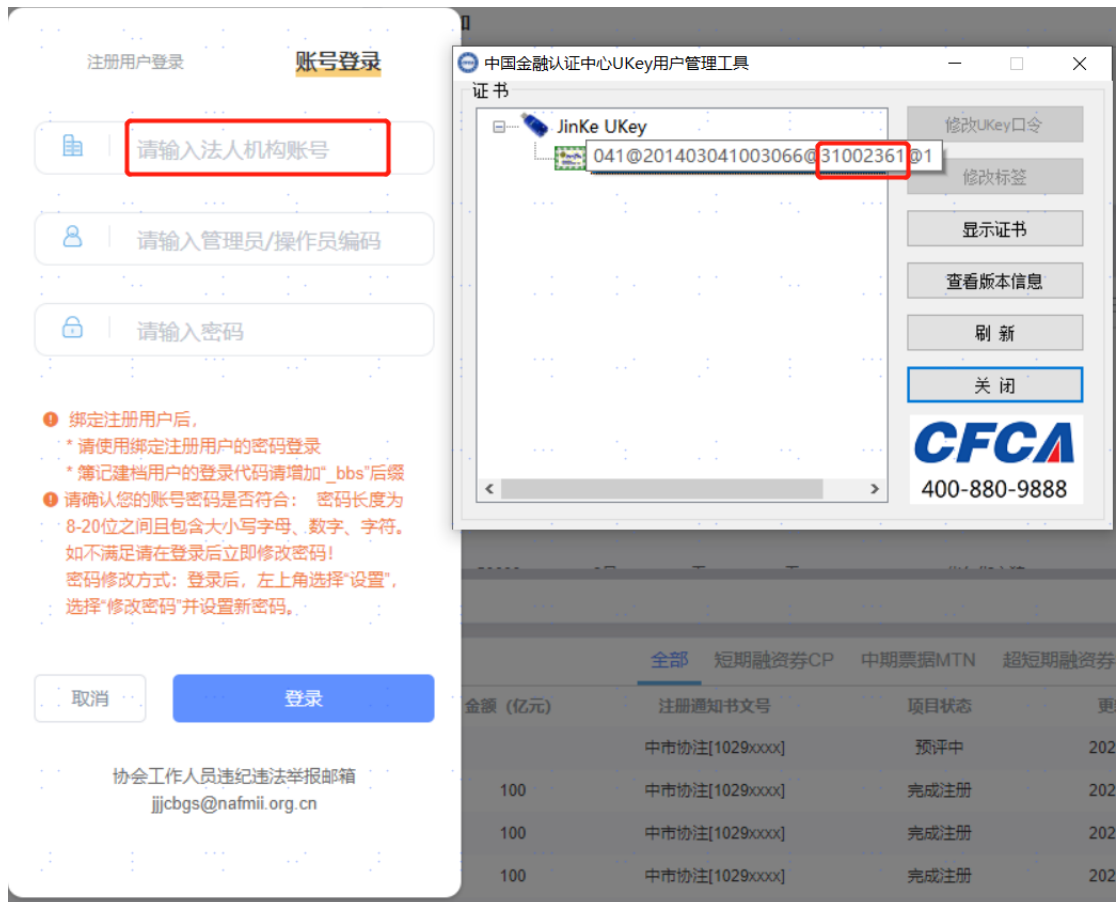 注册用户登录
账号登录
请输入法人机构账号
请输入管理员/操作员编码
请输入密码
绑定注册用户后,
* 请使用绑定注册用户的密码登录
* 簿记建档用户的登录代码请增加“_bbs”后缀
请确认您的账号密码是否符合： 密码长度为
8-20位之间且包含大小写字母、数字、字符。
如不满足请在登录后立即修改密码！
密码修改方式：登录后，左上角选择“设置”，
选择“修改密码”并设置新密码。
取消
登录
协会工作人员违纪违法举报邮箱
jjjcbgs@nafmii.org.cn
中国金融认证中心UKey用户管理工具
证书
JinKe UKey
041@201403041003066@31002361@1
修改UKey口令
修改标签
显示证书
查看版本信息
刷 新
关 闭
CFCA
400-880-9888
全部 短期融资券CP 中期票据MTN 超短期融资券
金额（亿元） 注册通知书文号 项目状态 更
中市协注[1029xxxx] 预评中 202
100 中市协注[1029xxxx] 完成注册 202
100 中市协注[1029xxxx] 完成注册 202
100 中市协注[1029xxxx] 完成注册 202